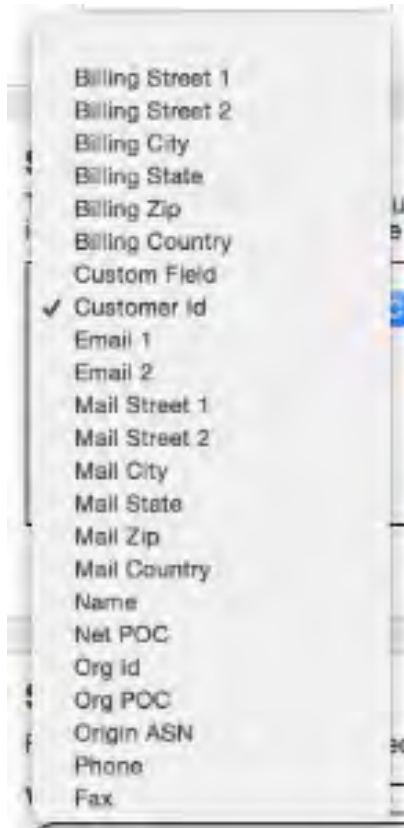 Billing Street 1
Billing Street 2
Billing City
Billing State
Billing Zip
Billing Country
Custom Field
✓ Customer Id
Email 1
Email 2
Mail Street 1
Mail Street 2
Mail City
Mail State
Mail Zip
Mail Country
Name
Net POC
Org Id
Org POC
Origin ASN
Phone
Fax